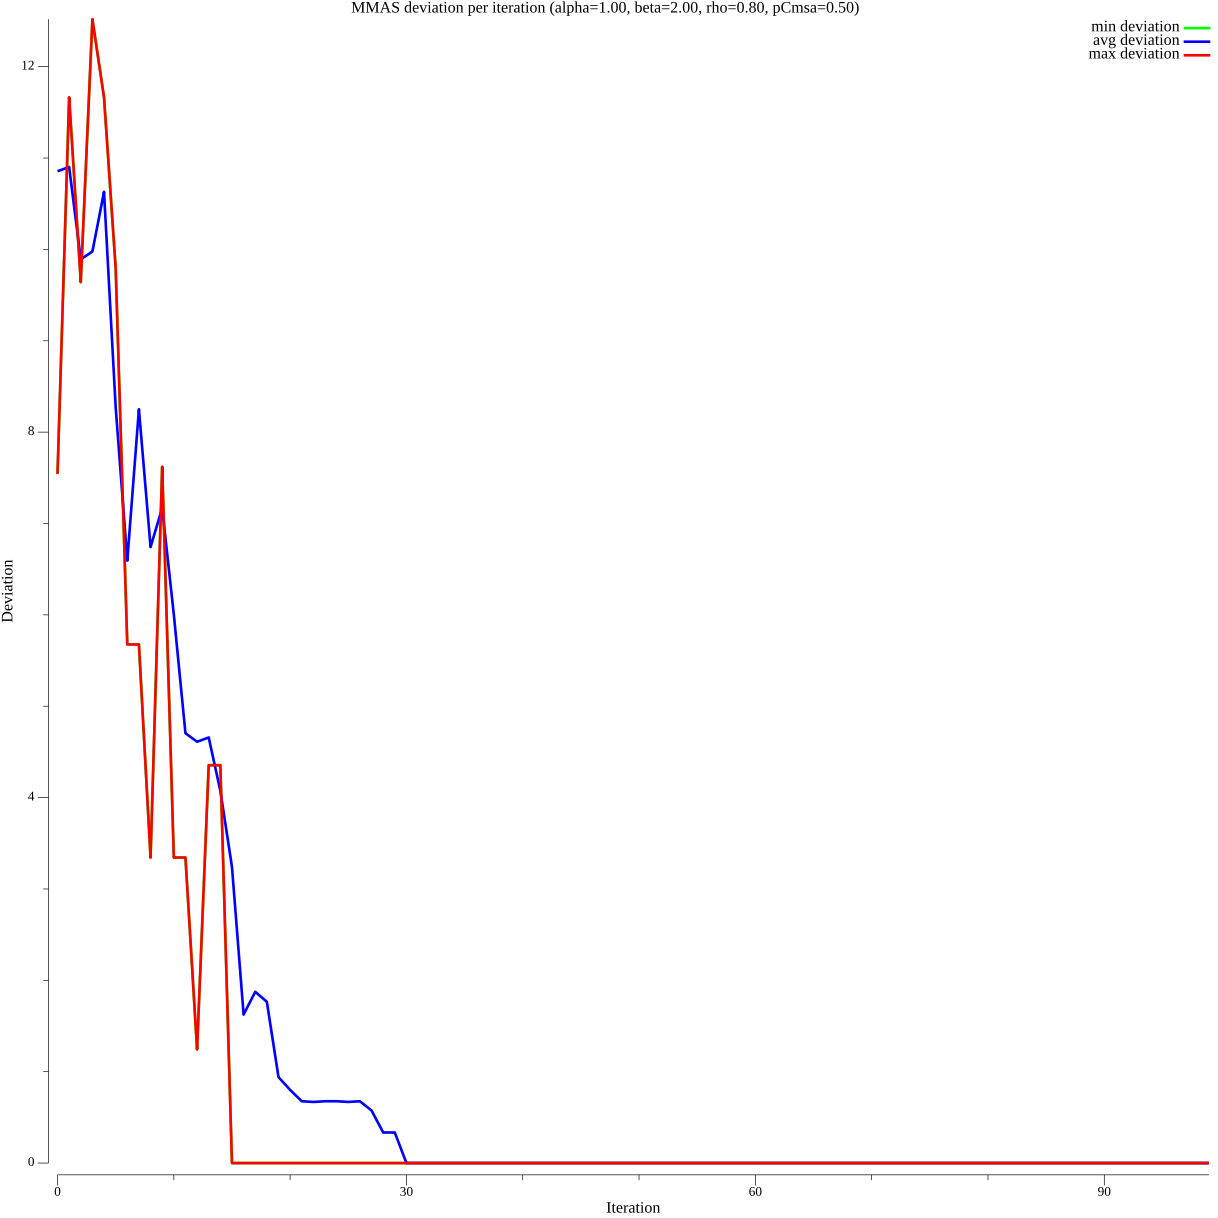 MMAS deviation per iteration (alpha=1.00, beta=2.00, rho=0.80, pCmsa=0.50)
min deviation
avg deviation
max deviation
12
8
4
0
Deviation
0
30
60
90
Iteration